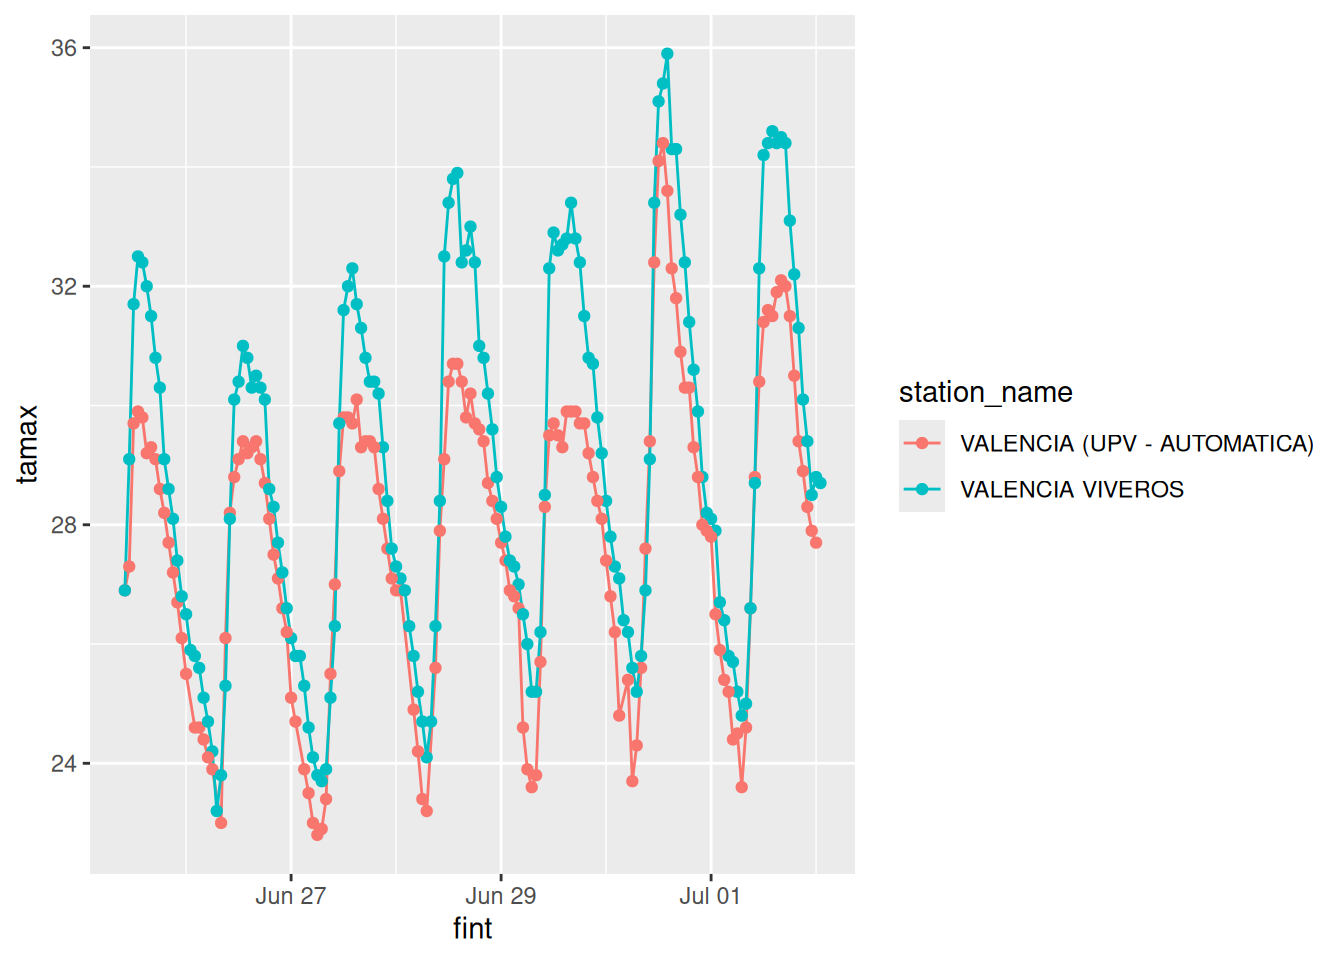 36
32
28
24
tamax
Jun 27
Jun 29
Jul 01
fint
station_name
VALENCIA (UPV - AUTOMATICA)
VALENCIA VIVEROS